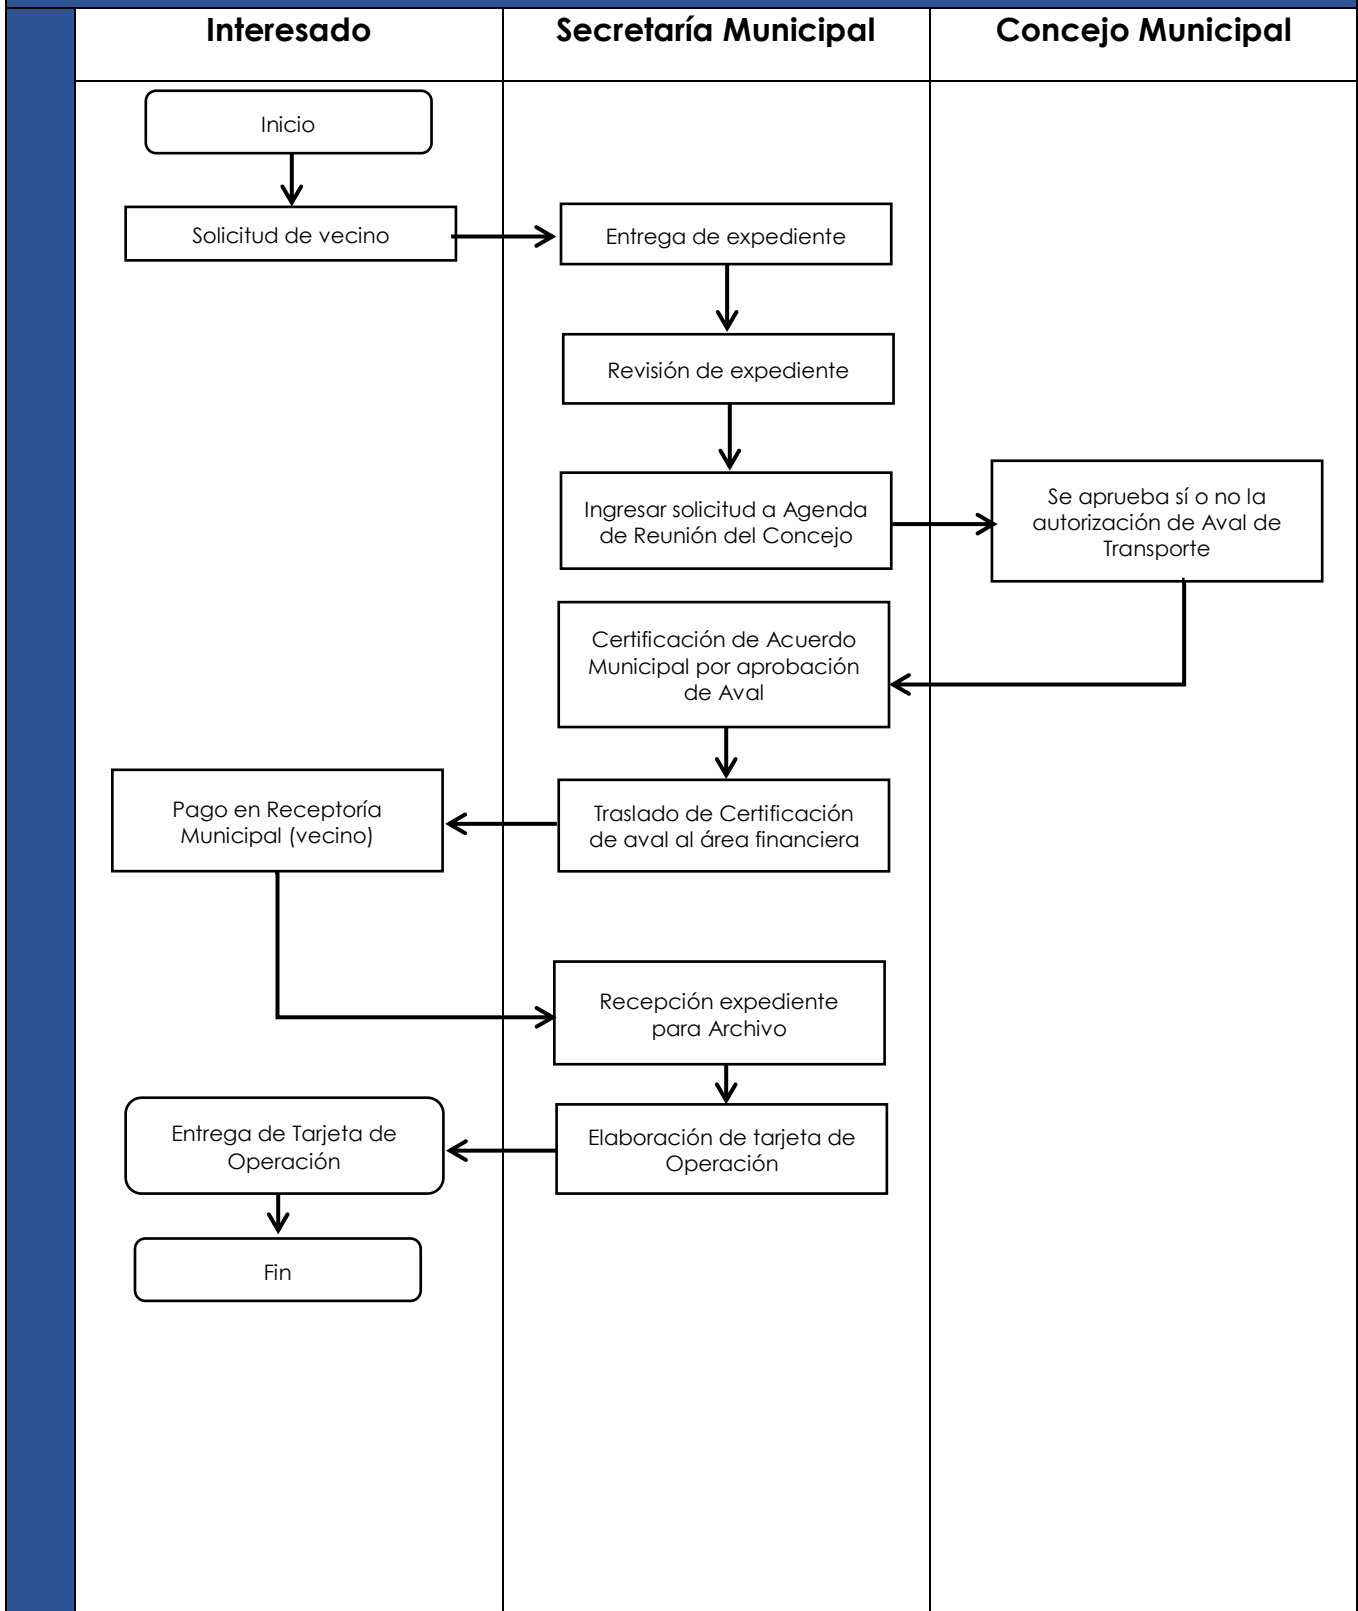 Interesado
Secretaría Municipal
Concejo Municipal
Inicio
Solicitud de vecino
Entrega de expediente
Revisión de expediente
Ingresar solicitud a Agenda
de Reunión del Concejo
Se aprueba sí o no la
autorización de Aval de
Transporte
Certificación de Acuerdo
Municipal por aprobación
de Aval
Traslado de Certificación
de aval al área financiera
Pago en Receptoría
Municipal (vecino)
Recepción expediente
para Archivo
Elaboración de tarjeta de
Operación
Entrega de Tarjeta de
Operación
Fin